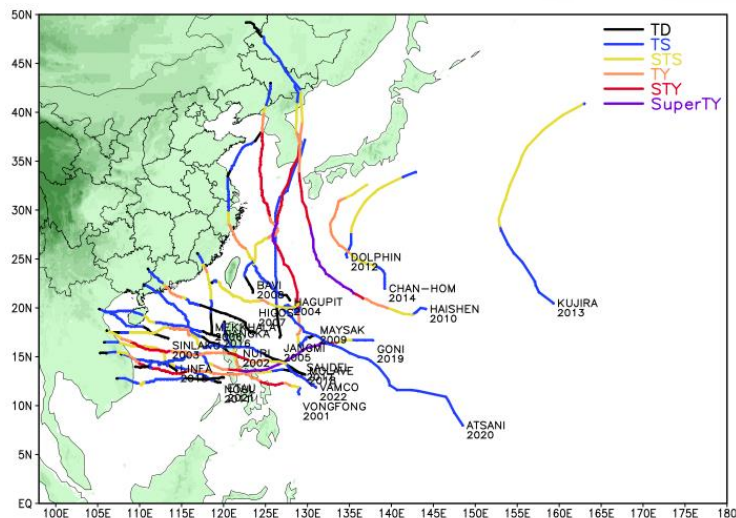 50N
45N
40N
35N
30N
25N
20N
15N
10N
5N
EQ
TD
TS
STS
TY
STY
SuperTY
DOLPHIN
2012
CHAN-HOM
2014
HAISHEN
2010
KUJIRA
2013
BAVI
2008
HAGUPIT
2004
HIGOS
2007
MEKKHALA
2016
MAYSAK
2009
GONI
2019
SINLAKU
2003
NURI
2002
JANGMI
2005
SAUDEL
LINFA
VAMCO
2022
VONGFONG
2001
ATSANI
2020
100E 105E 110E 115E 120E 125E 130E 135E 140E 145E 150E 155E 160E 165E 170E 175E 180